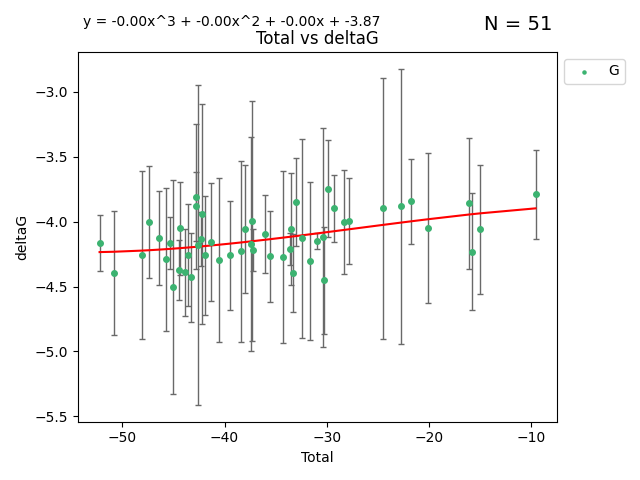 y = -0.00x^3 + -0.00x^2 + -0.00x + -3.87
N = 51
Total vs deltaG
G
−3.0
−3.5
−4.0
−4.5
−5.0
−5.5
deltaG
−50 −40 −30 −20 −10
Total